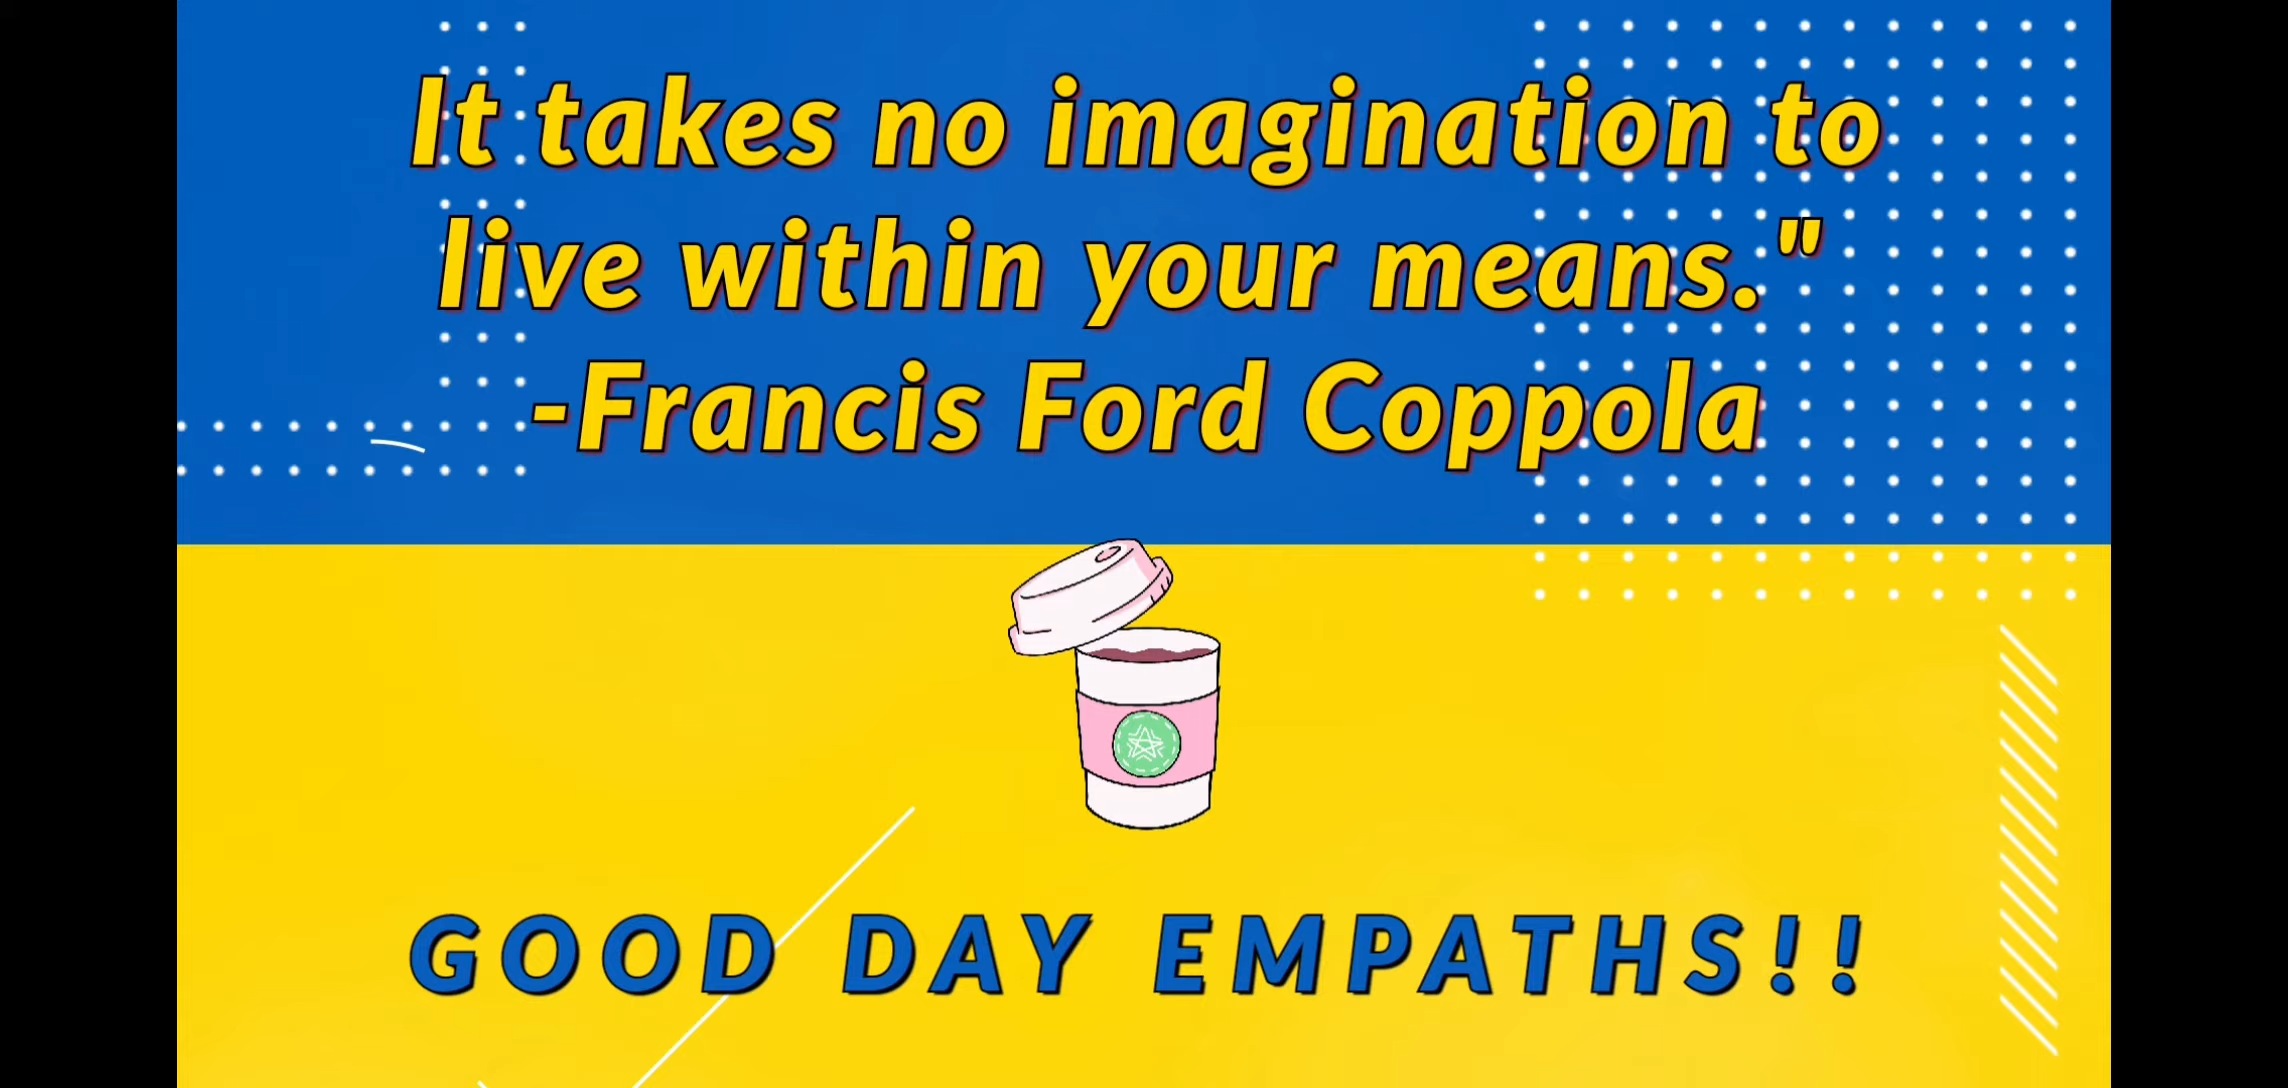 It takes no imagination to
live within your means."
-Francis Ford Coppola
GOOD DAY EMPATHS!!